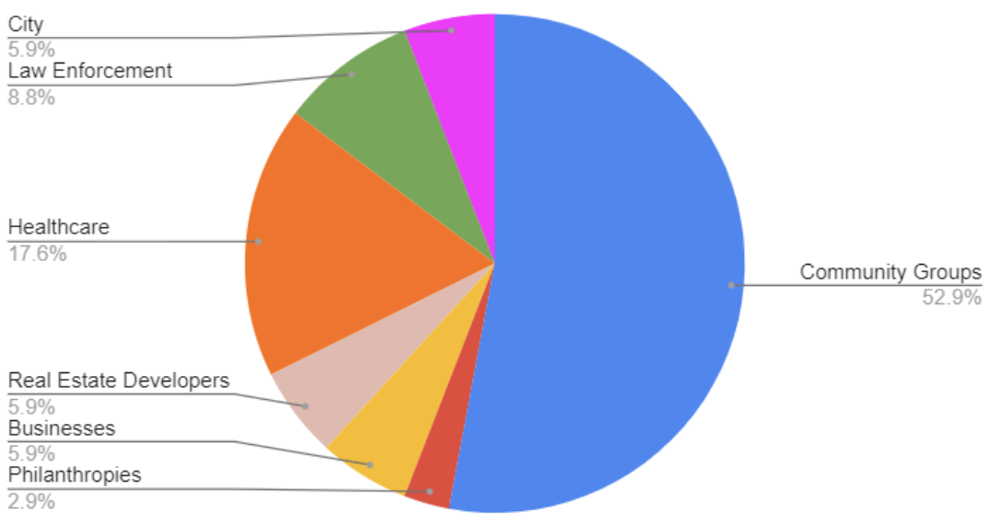 City
5.9%
Law Enforcement
8.8%
Healthcare
17.6%
Real Estate Developers
5.9%
Businesses
5.9%
Philanthropies
2.9%
Community Groups
52.9%